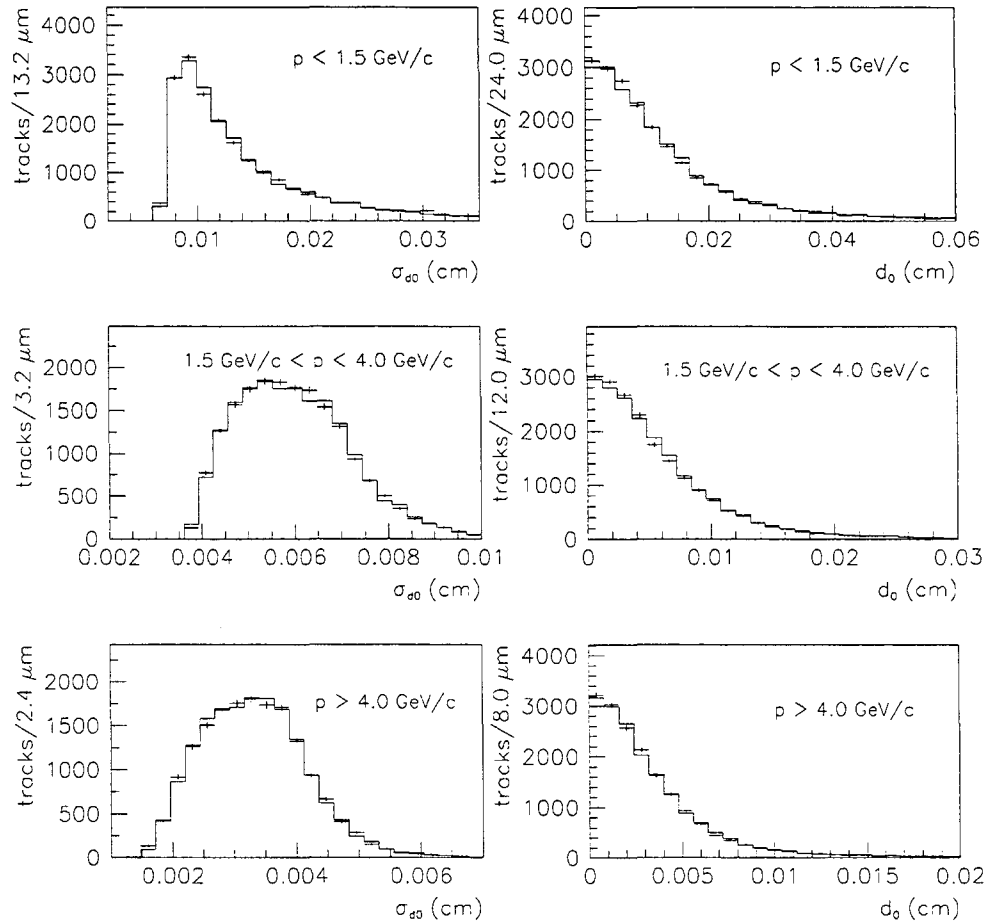 tracks/13.2 μm
4000
3000
2000
1000
0
p < 1.5 GeV/c
0.01
0.02
0.03
σd0 (cm)
tracks/24.0 μm
4000
3000
2000
1000
0
p < 1.5 GeV/c
0
0.02
0.04
0.06
d0 (cm)
tracks/3.2 μm
2000
1500
1000
500
0
1.5 GeV/c < p < 4.0 GeV/c
0.002
0.004
0.006
0.008
0.01
σd0 (cm)
tracks/12.0 μm
3000
2000
1000
0
1.5 GeV/c < p < 4.0 GeV/c
0
0.01
0.02
0.03
d0 (cm)
tracks/2.4 μm
2000
1500
1000
500
0
p > 4.0 GeV/c
0.002
0.004
0.006
σd0 (cm)
tracks/8.0 μm
4000
3000
2000
1000
0
p > 4.0 GeV/c
0
0.005
0.01
0.015
0.02
d0 (cm)